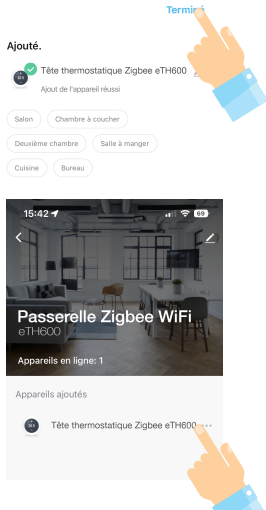 Terminé
Ajouté.
Tête thermostatique Zigbee eTH600
Ajout de l'appareil réussi
Salon
Chambre à coucher
Deuxième chambre
Salle à manger
Cuisine
Bureau
15:42
69
Passerelle Zigbee WiFi
eTH600
Appareils en ligne: 1
Appareils ajoutés
Tête thermostatique Zigbee eTH600